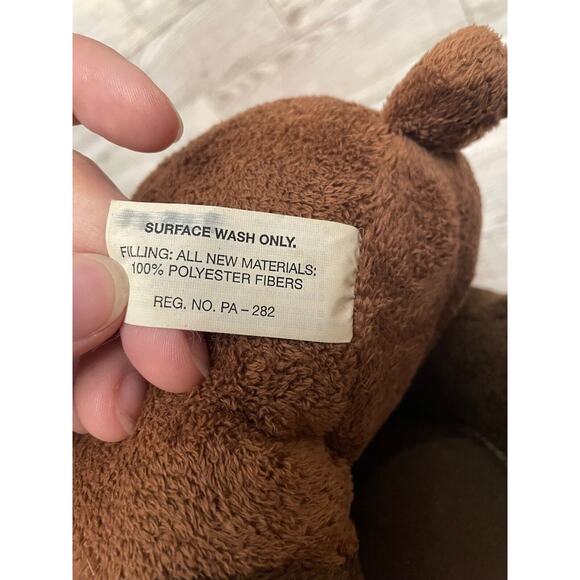 SURFACE WASH ONLY.
FILLING: ALL NEW MATERIALS:
100% POLYESTER FIBERS
REG. NO. PA – 282